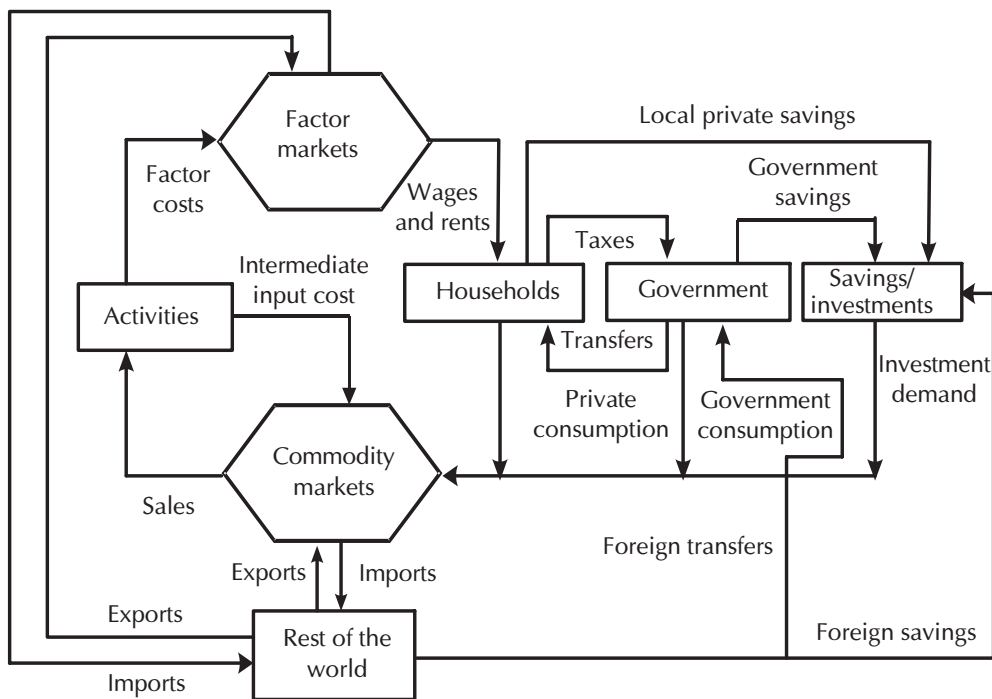 Local private savings
Factor
markets
Government
savings
Factor
costs
Wages
and rents
Taxes
Intermediate
input cost
Households
Government
Savings/
investments
Activities
Transfers
Investment
demand
Private
consumption
Government
consumption
Commodity
markets
Sales
Foreign transfers
Exports
Imports
Exports
Rest of the
world
Foreign savings
Imports